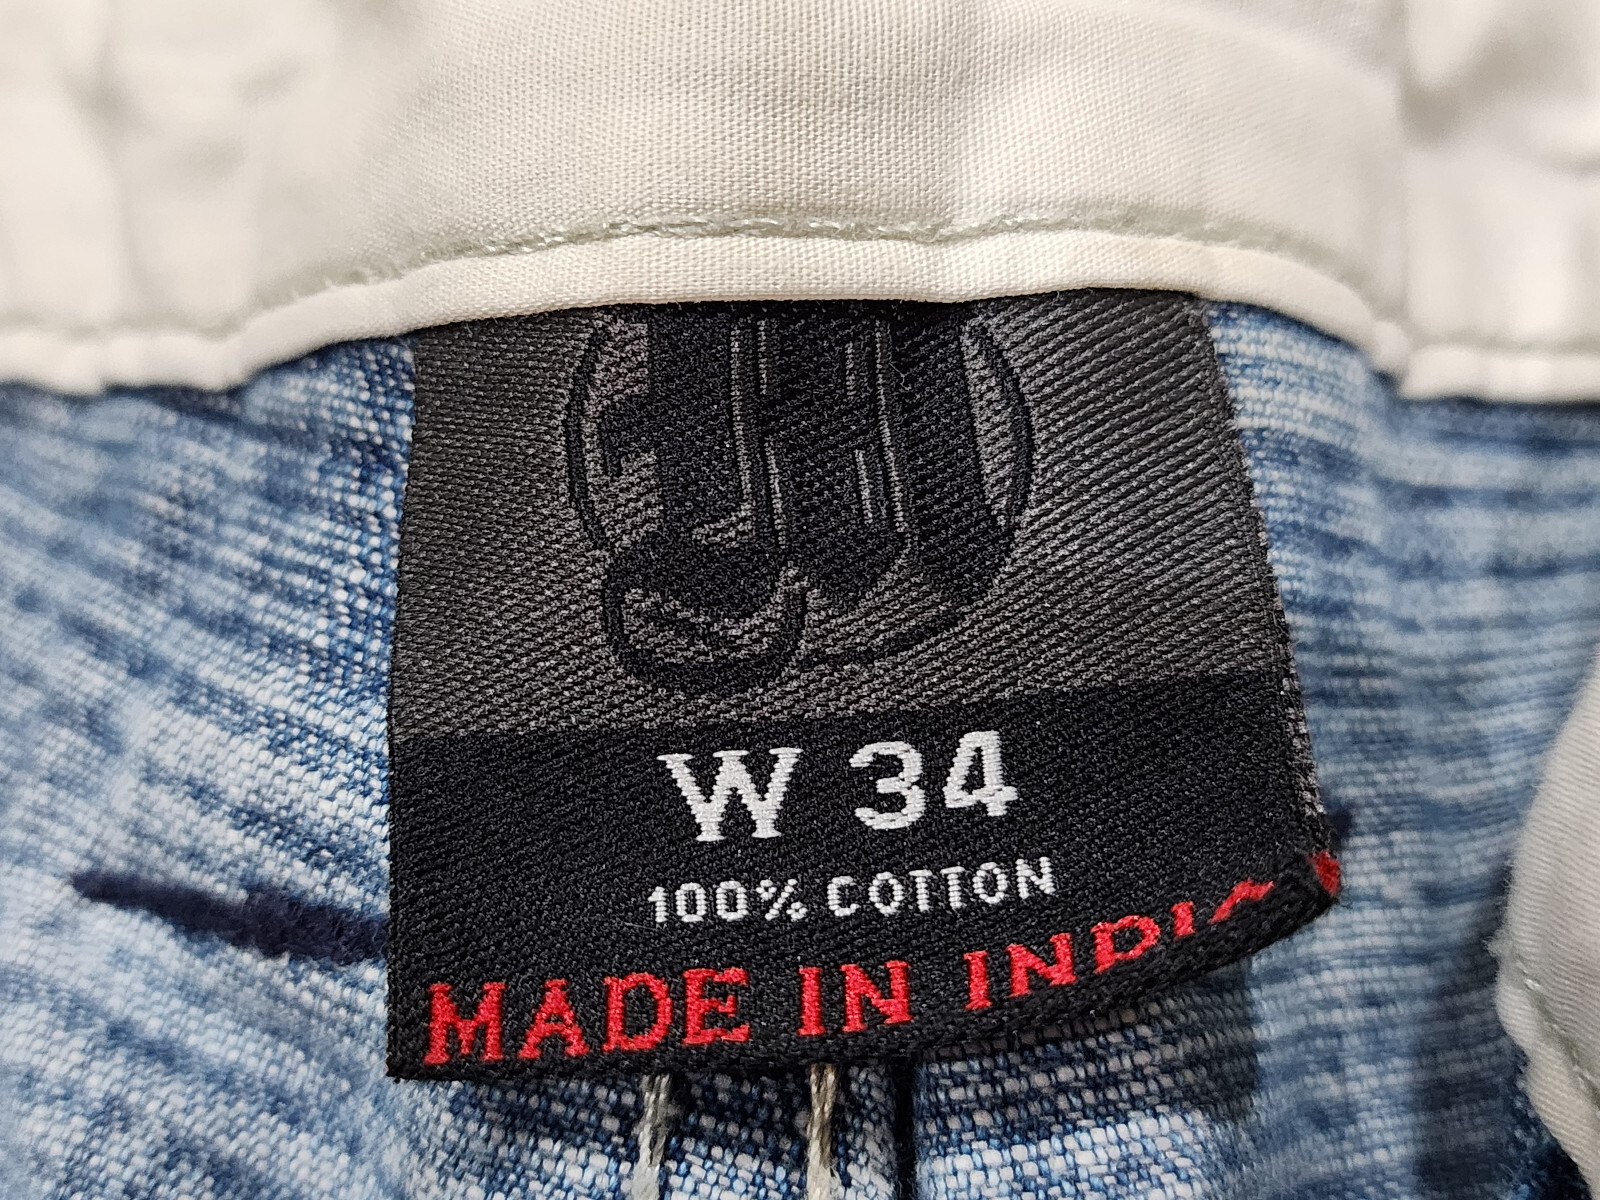 W 34
100% COTTON
MADE IN INDIA